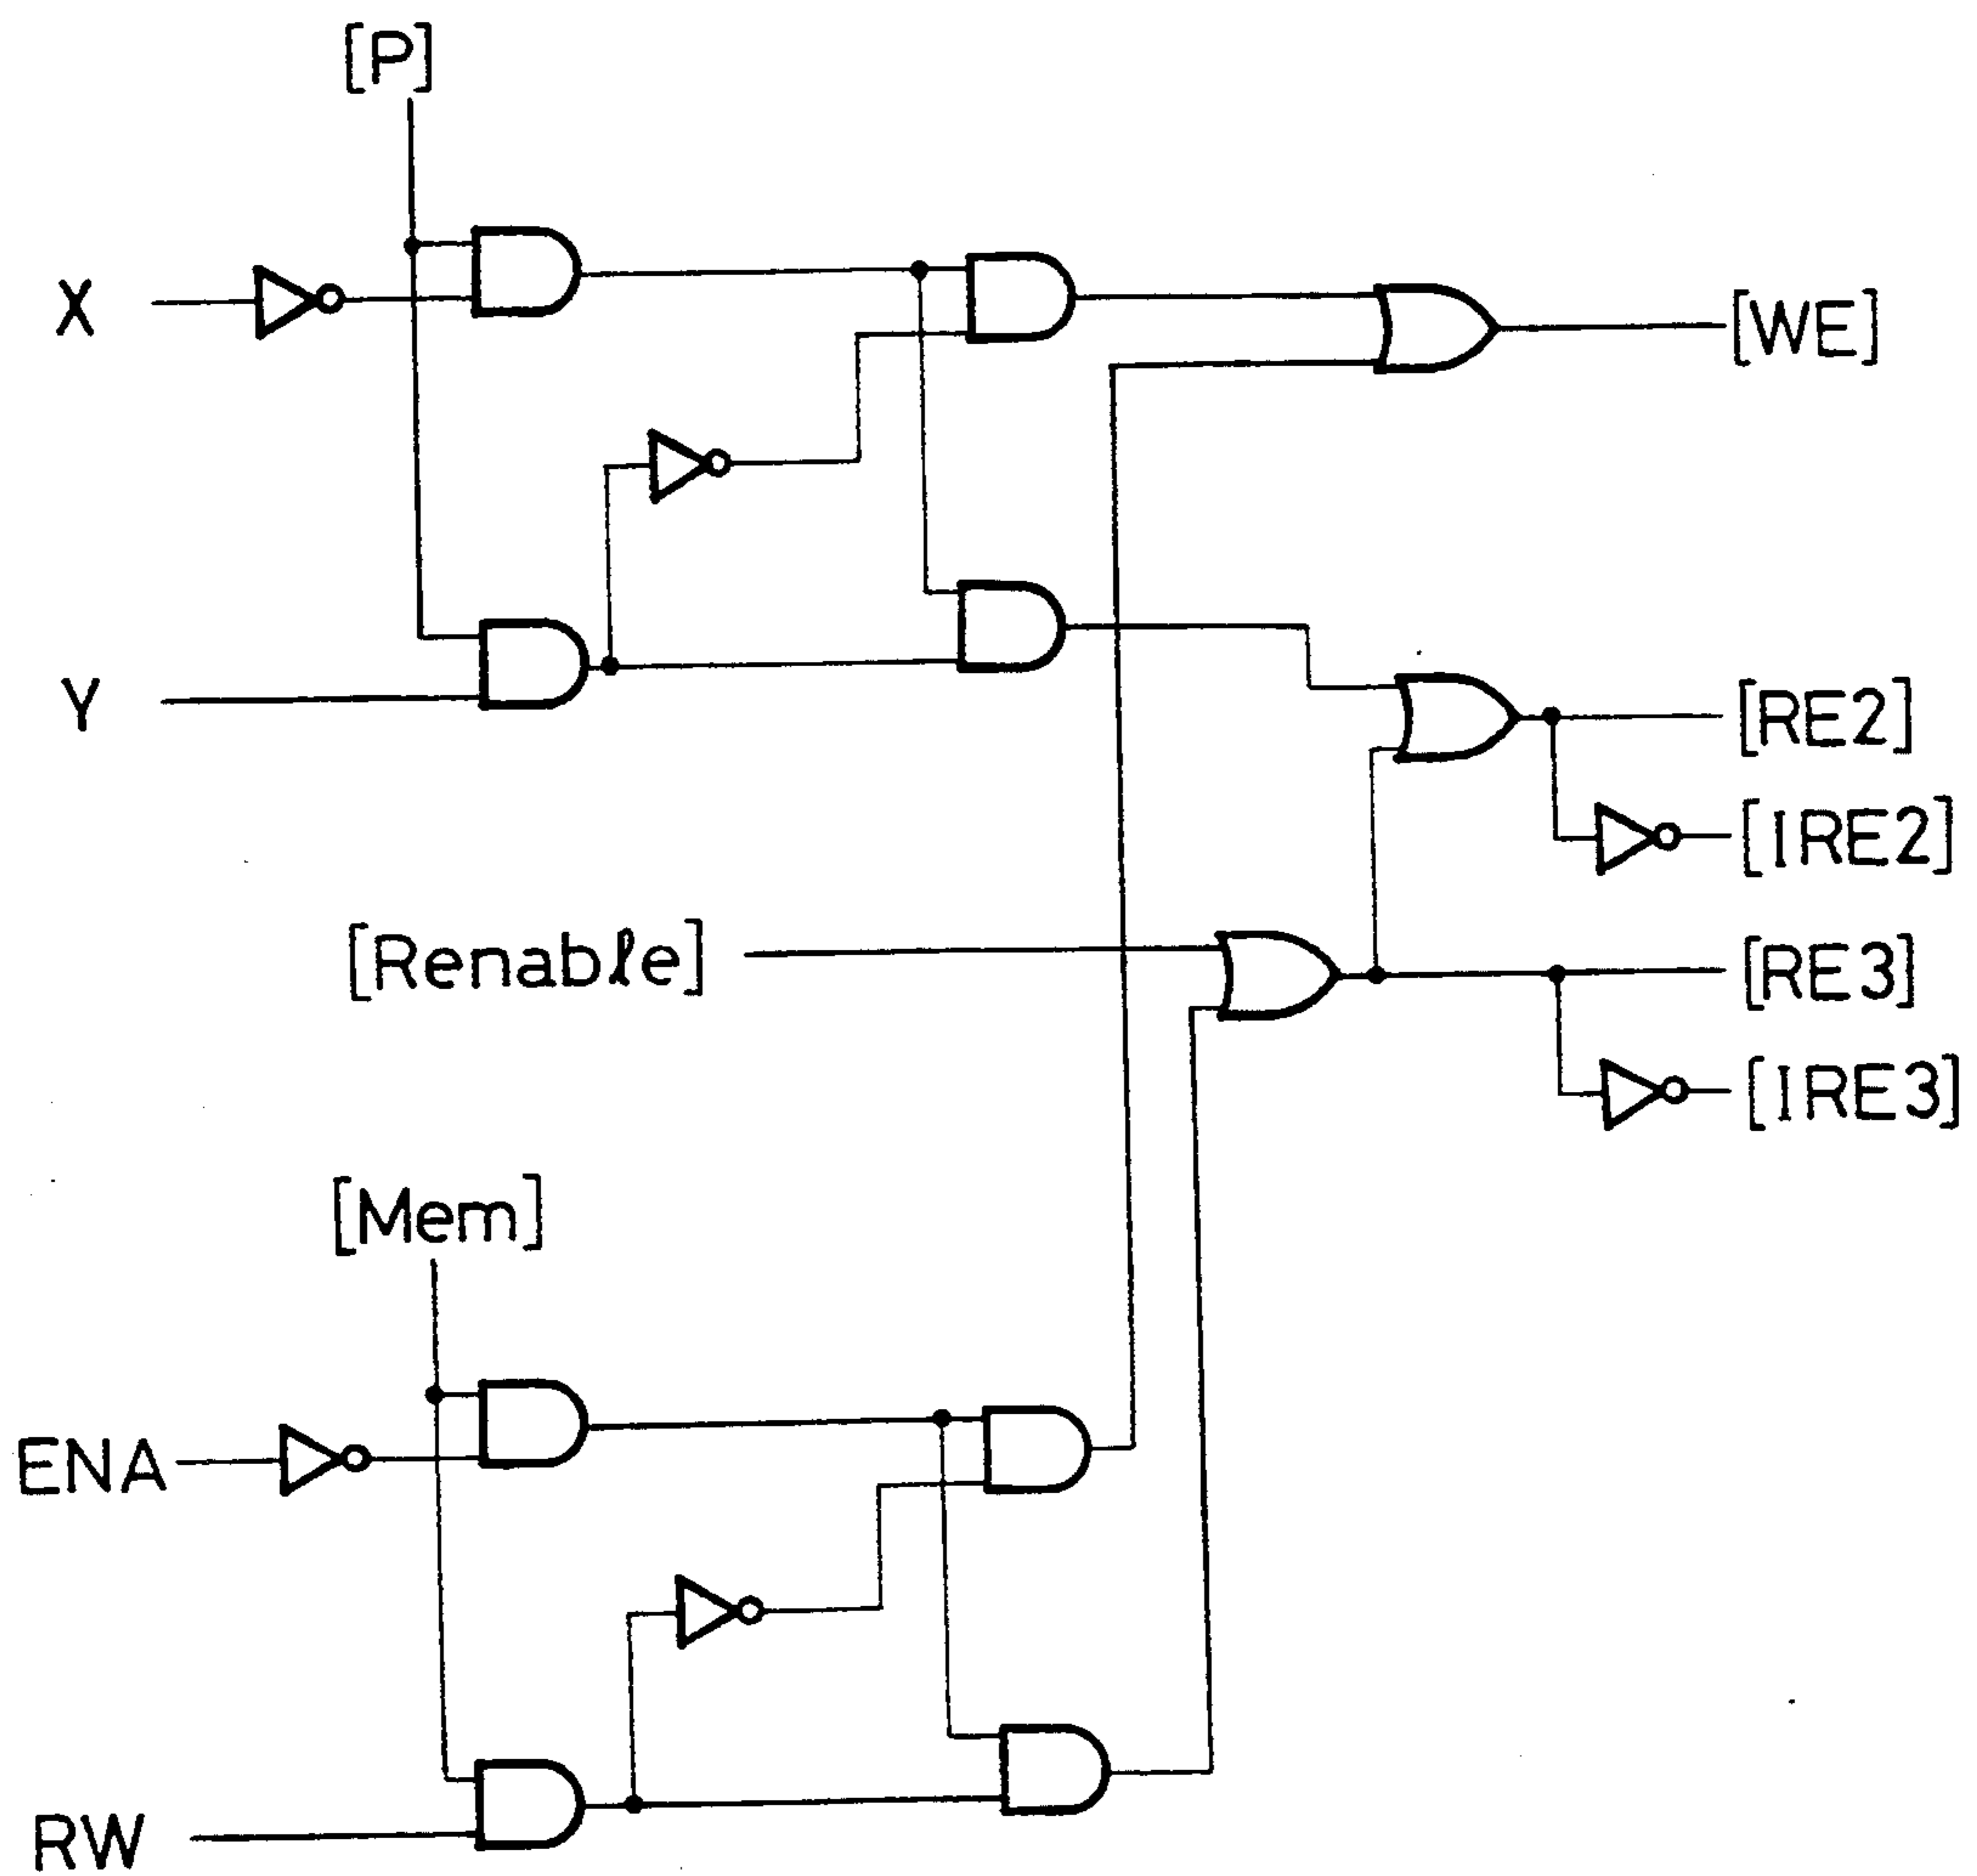 [P]
X
[WE]
Y
[RE2]
[IRE2]
[Renable]
[RE3]
[IRE3]
[Mem]
ENA
RW